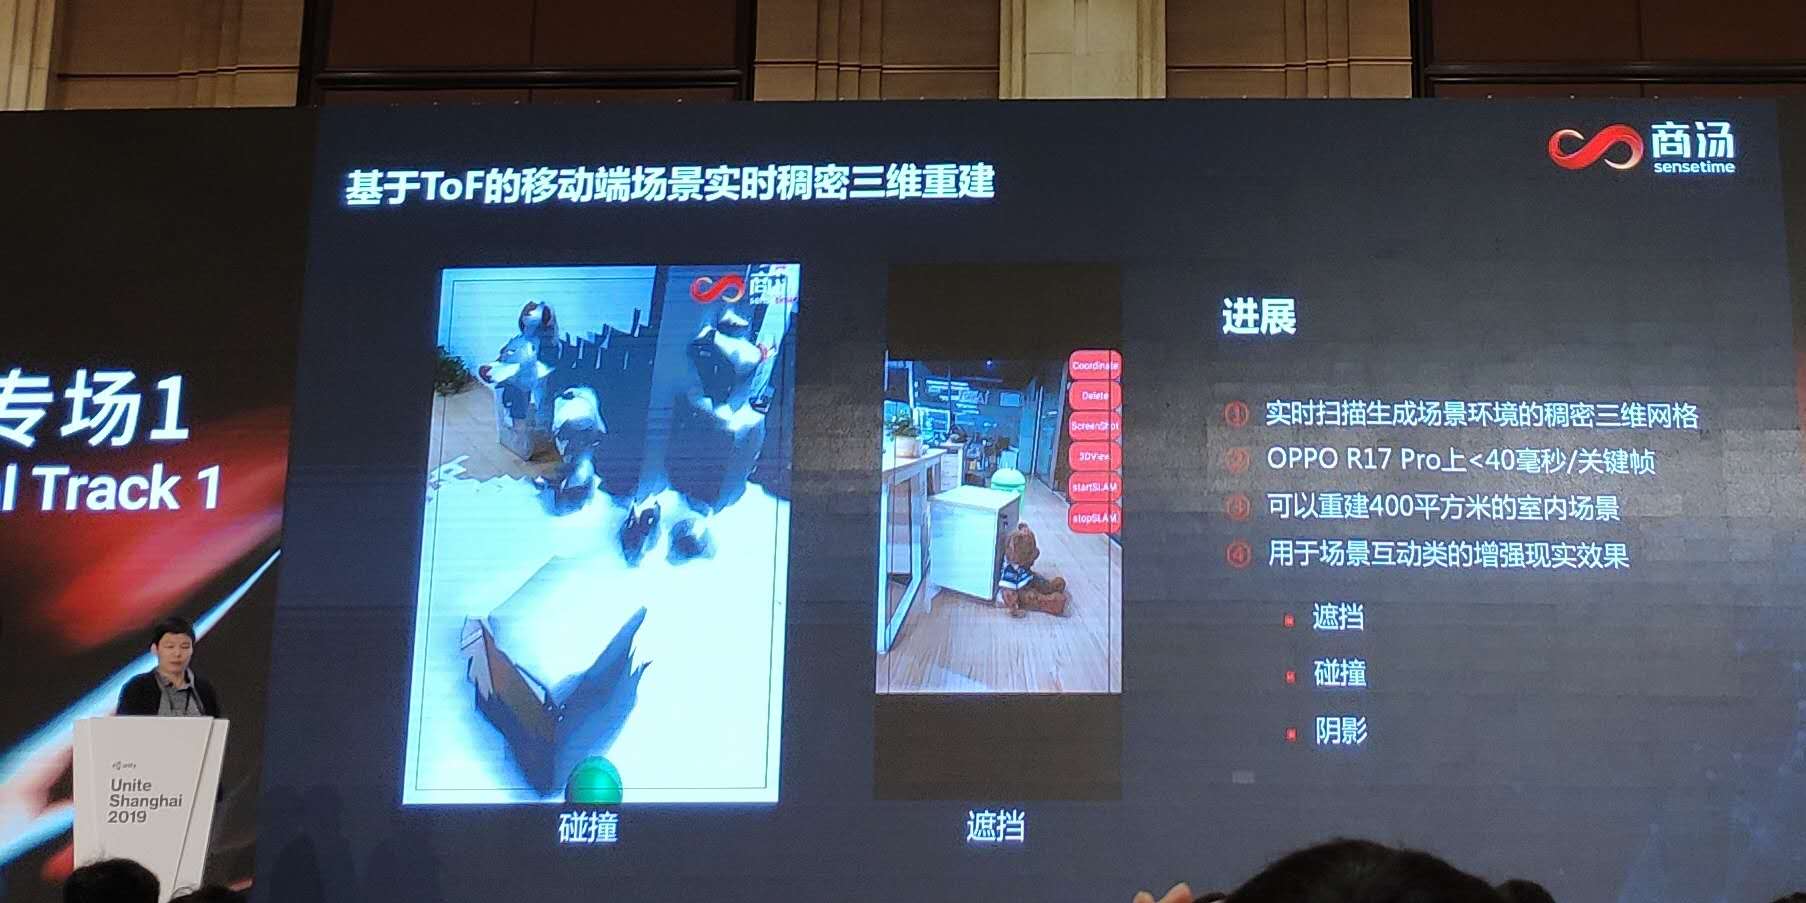 商汤
sensetime
基于ToF的移动端场景实时稠密三维重建
商汤
进展
Coordinate
Delete
ScreenShot
3DView
startSLAM
stopSLAM
① 实时扫描生成场景环境的稠密三维网格
② OPPO R17 Pro上<40毫秒/关键帧
③ 可以重建400平方米的室内场景
④ 用于场景互动类的增强现实效果
遮挡
碰撞
阴影
碰撞
遮挡
专场1
l Track 1
unity
Unite
Shanghai
2019